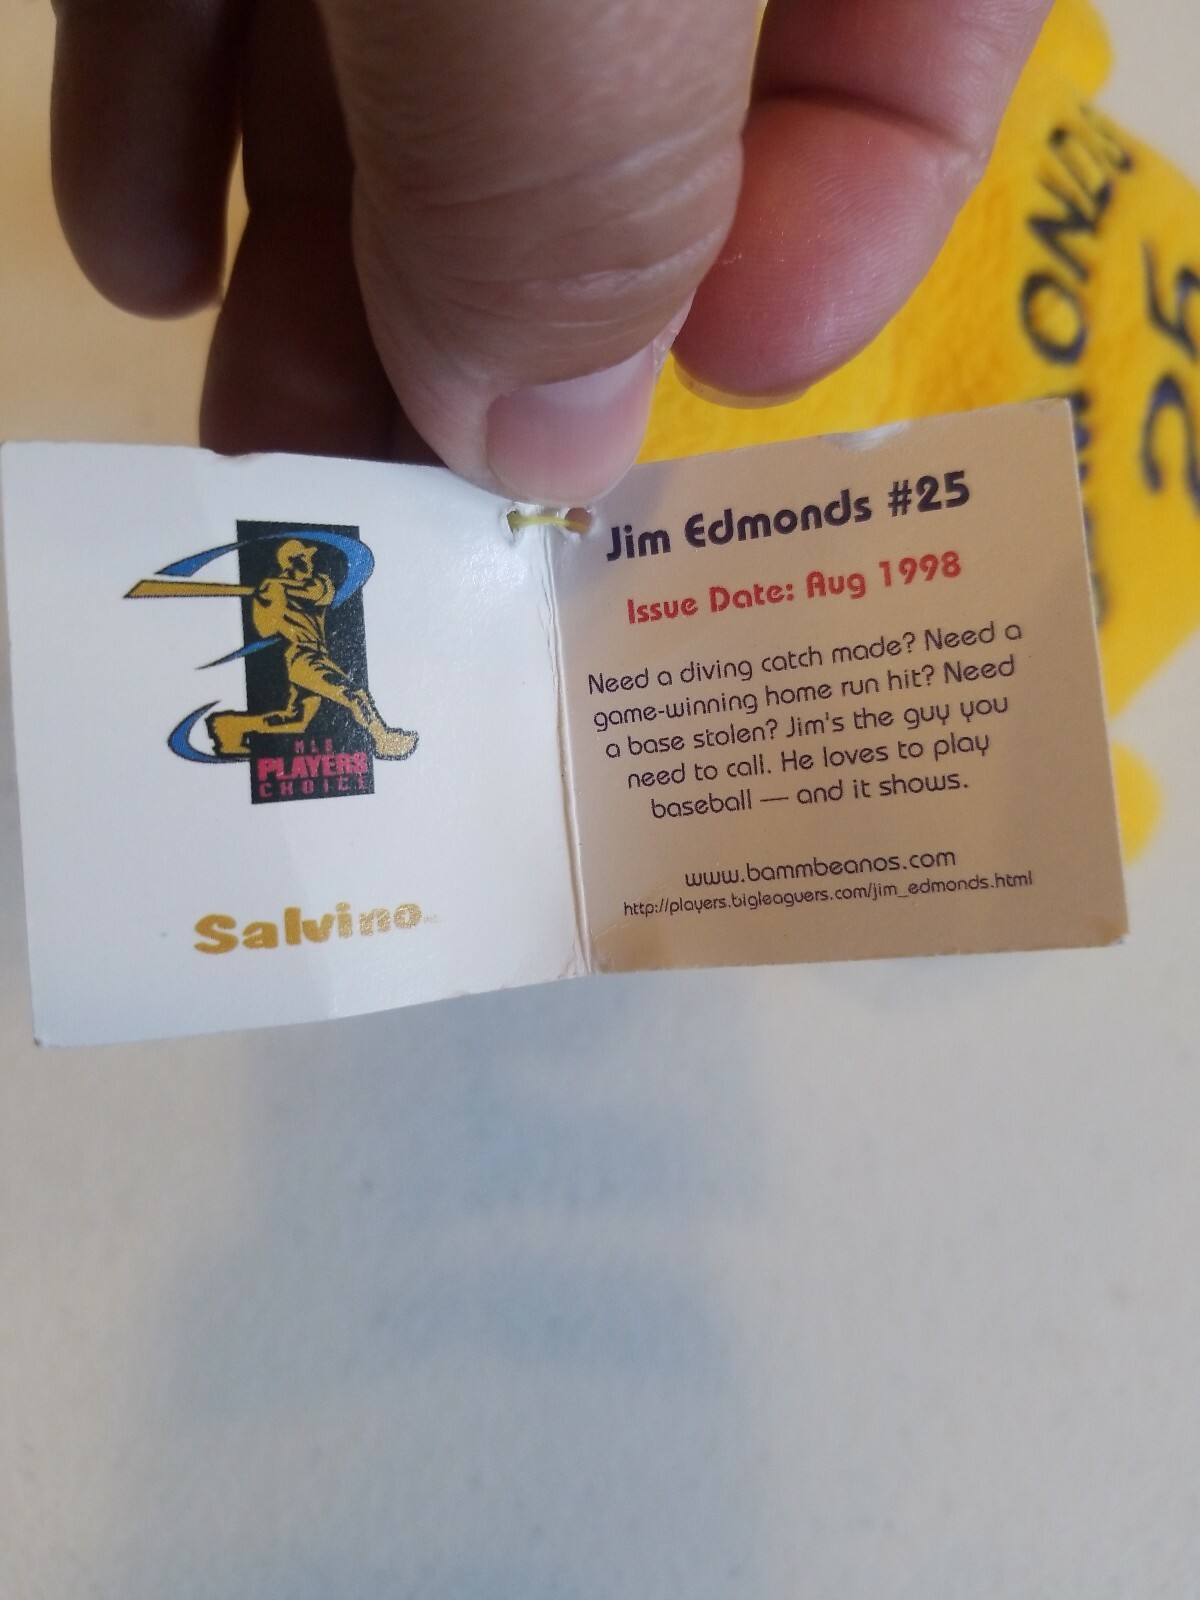 MLB
PLAYERS
CHOICE
Salvino
Jim Edmonds #25
Issue Date: Aug 1998
Need a diving catch made? Need a
game-winning home run hit? Need
a base stolen? Jim's the guy you
need to call. He loves to play
baseball — and it shows.
www.bammbeanos.com
http://players.bigleaguers.com/jim_edmonds.html
ONDS
25